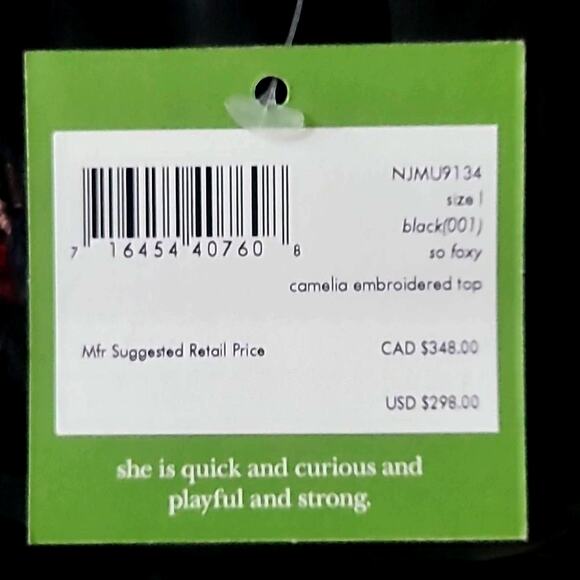 NJMU9134
size l
black(001)
7 16454 40760 8
so foxy
camelia embroidered top
Mfr Suggested Retail Price CAD $348.00
USD $298.00
she is quick and curious and
playful and strong.